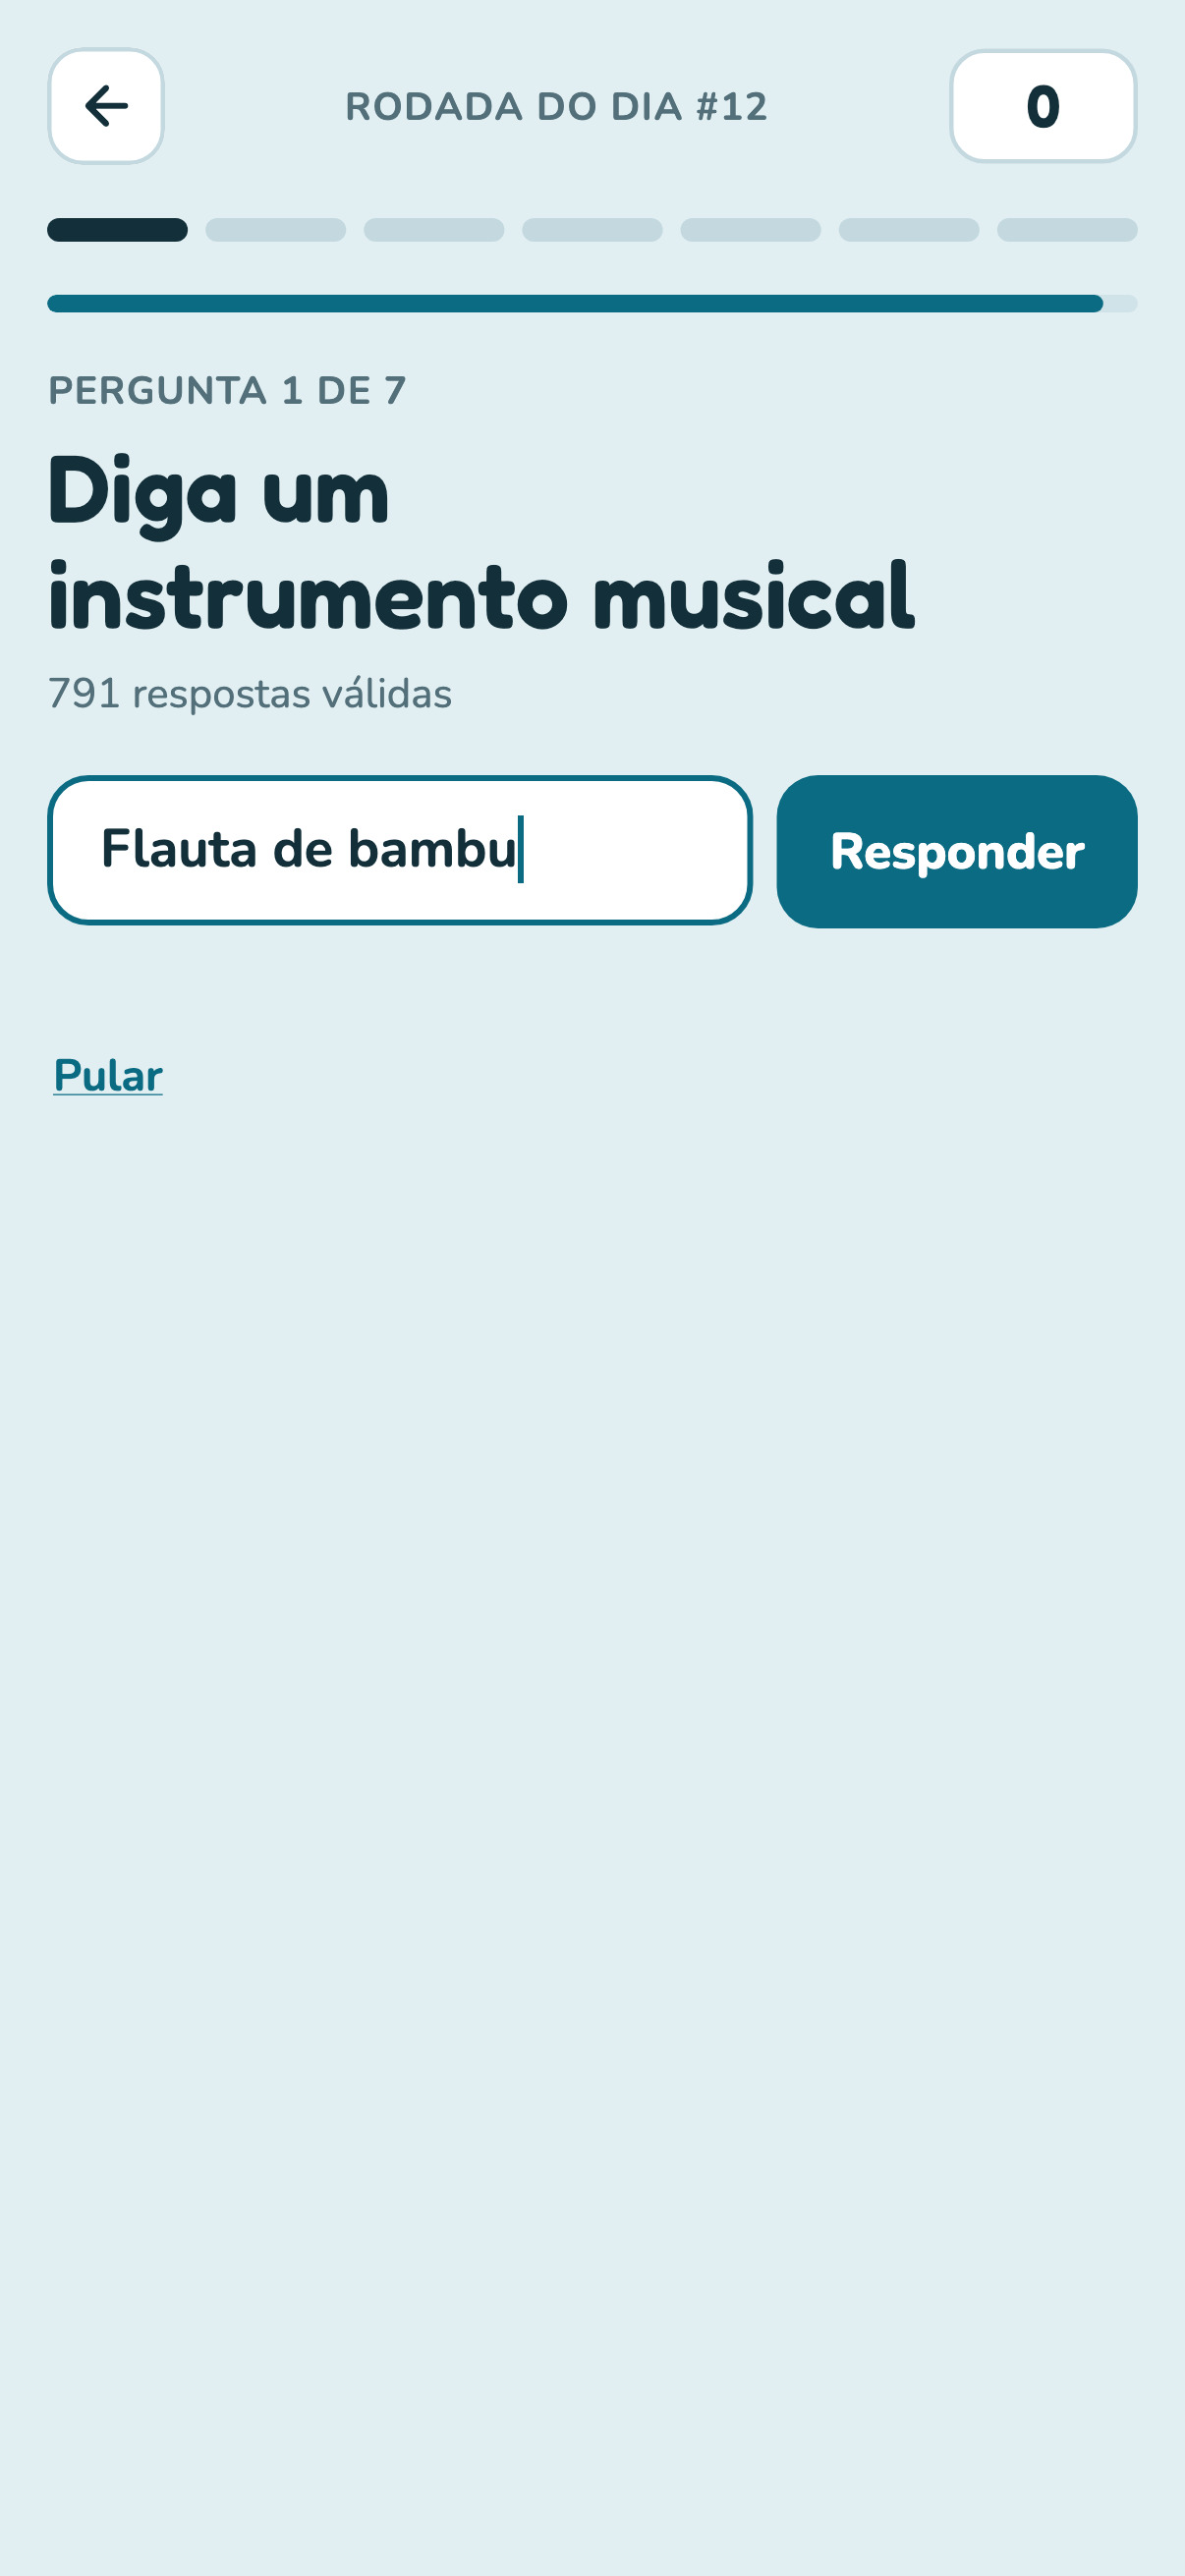 RODADA DO DIA #12
0
PERGUNTA 1 DE 7
Diga um
instrumento musical
791 respostas válidas
Flauta de bambu
Responder
Pular